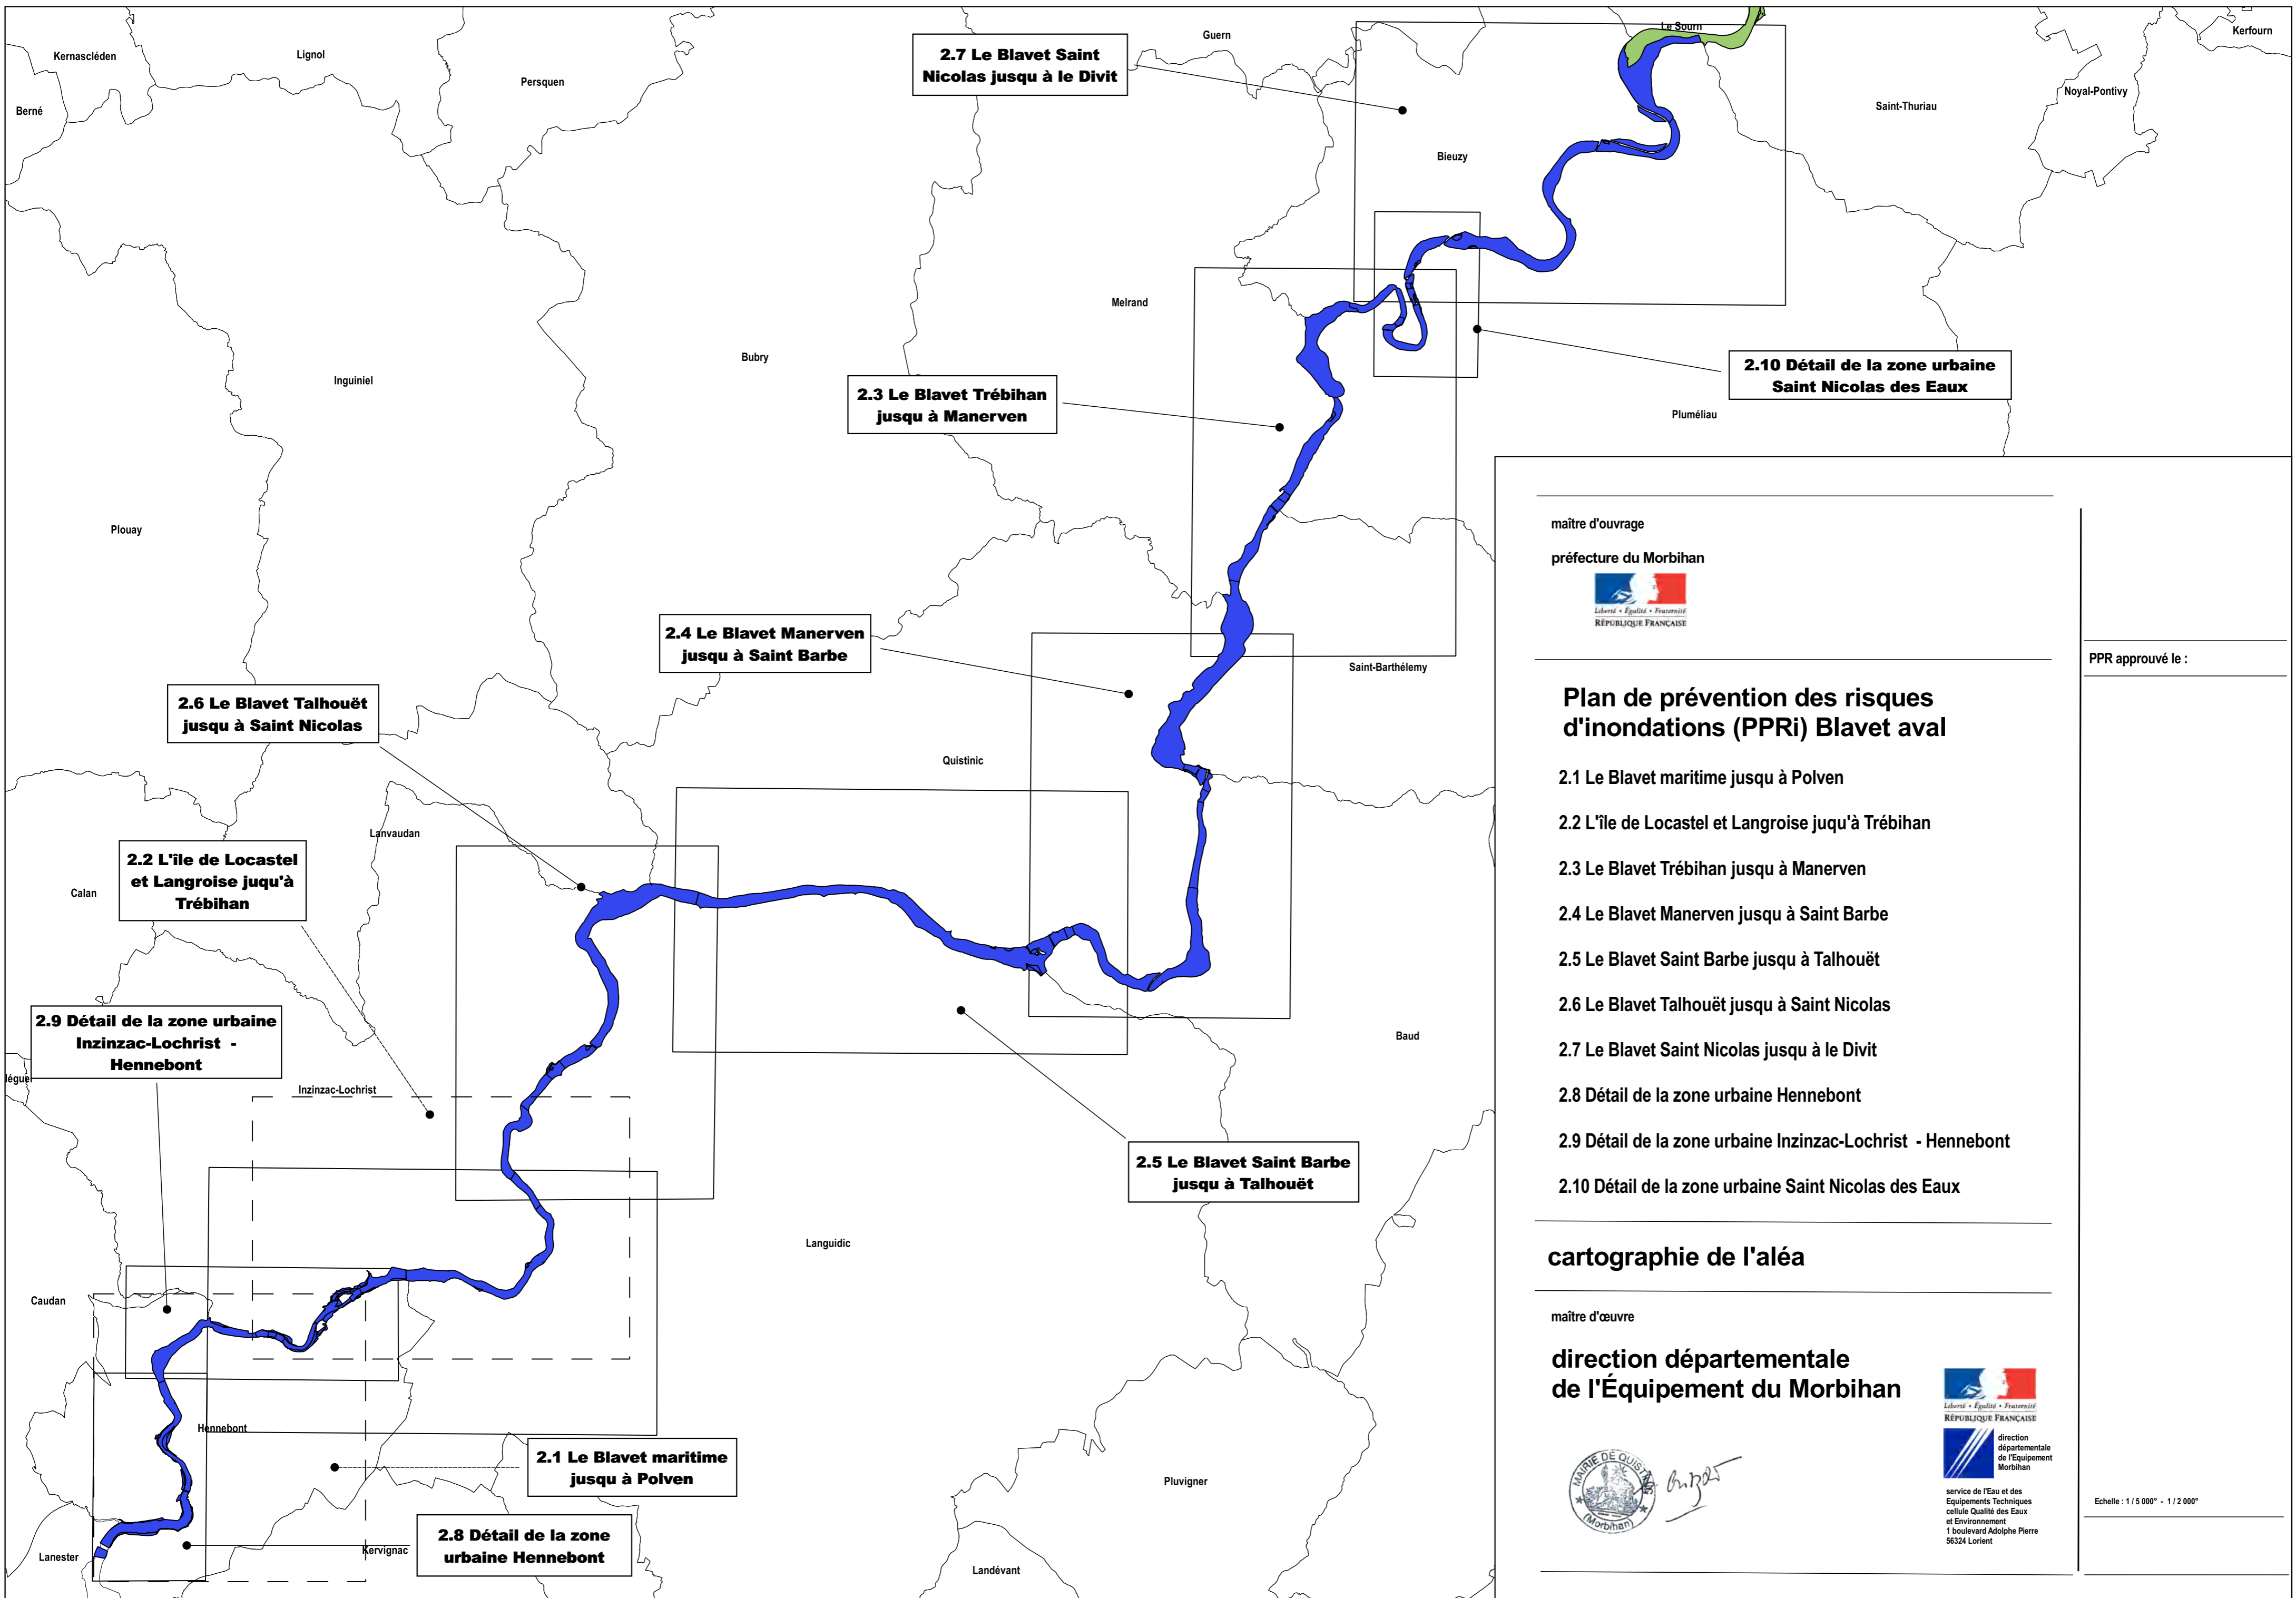 Kernascléden
Lignol
Persquen
Berné
2.7 Le Blavet Saint
Nicolas jusqu à le Divit
Guern
Le Sourn
Kerfourn
Noyal-Pontivy
Saint-Thuriau
Bieuzy
Melrand
Bubry
Inguiniel
2.3 Le Blavet Trébihan
jusqu à Manerven
2.10 Détail de la zone urbaine
Saint Nicolas des Eaux
Pluméliau
Plouay
2.4 Le Blavet Manerven
jusqu à Saint Barbe
Saint-Barthélemy
2.6 Le Blavet Talhouët
jusqu à Saint Nicolas
Quistinic
Lanvaudan
2.2 L'île de Locastel
et Langroise juqu'à
Trébihan
Calan
2.9 Détail de la zone urbaine
Inzinzac-Lochrist -
Hennebont
Baud
léguer
Inzinzac-Lochrist
2.5 Le Blavet Saint Barbe
jusqu à Talhouët
Languidic
Caudan
Hennebont
2.1 Le Blavet maritime
jusqu à Polven
Pluvigner
2.8 Détail de la zone
urbaine Hennebont
Kervignac
Lanester
Landévant
maître d'ouvrage
préfecture du Morbihan
Liberté • Égalité • Fraternité
RÉPUBLIQUE FRANÇAISE
PPR approuvé le :
Plan de prévention des risques
d'inondations (PPRi) Blavet aval
2.1 Le Blavet maritime jusqu à Polven
2.2 L'île de Locastel et Langroise juqu'à Trébihan
2.3 Le Blavet Trébihan jusqu à Manerven
2.4 Le Blavet Manerven jusqu à Saint Barbe
2.5 Le Blavet Saint Barbe jusqu à Talhouët
2.6 Le Blavet Talhouët jusqu à Saint Nicolas
2.7 Le Blavet Saint Nicolas jusqu à le Divit
2.8 Détail de la zone urbaine Hennebont
2.9 Détail de la zone urbaine Inzinzac-Lochrist - Hennebont
2.10 Détail de la zone urbaine Saint Nicolas des Eaux
cartographie de l'aléa
maître d'œuvre
direction départementale
de l'Équipement du Morbihan
Liberté • Égalité • Fraternité
RÉPUBLIQUE FRANÇAISE
direction
départementale
de l'Equipement
Morbihan
service de l'Eau et des
Equipements Techniques
cellule Qualité des Eaux
et Environnement
1 boulevard Adolphe Pierre
56324 Lorient
MAIRIE DE
(Morbihan)
Echelle : 1 / 5 000° - 1 / 2 000°